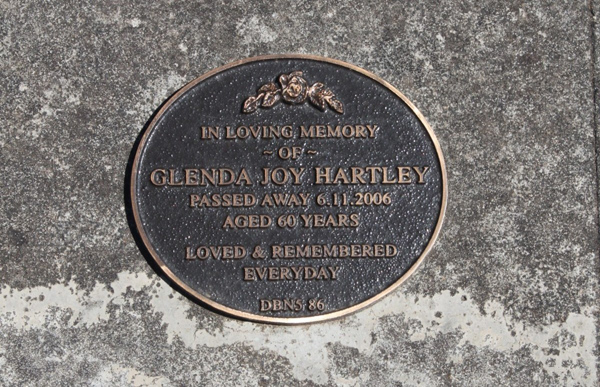 IN LOVING MEMORY
~ OF ~
GLENDA JOY HARTLEY
PASSED AWAY 6.11.2006
AGED 60 YEARS
LOVED & REMEMBERED
EVERYDAY
DBNS 86